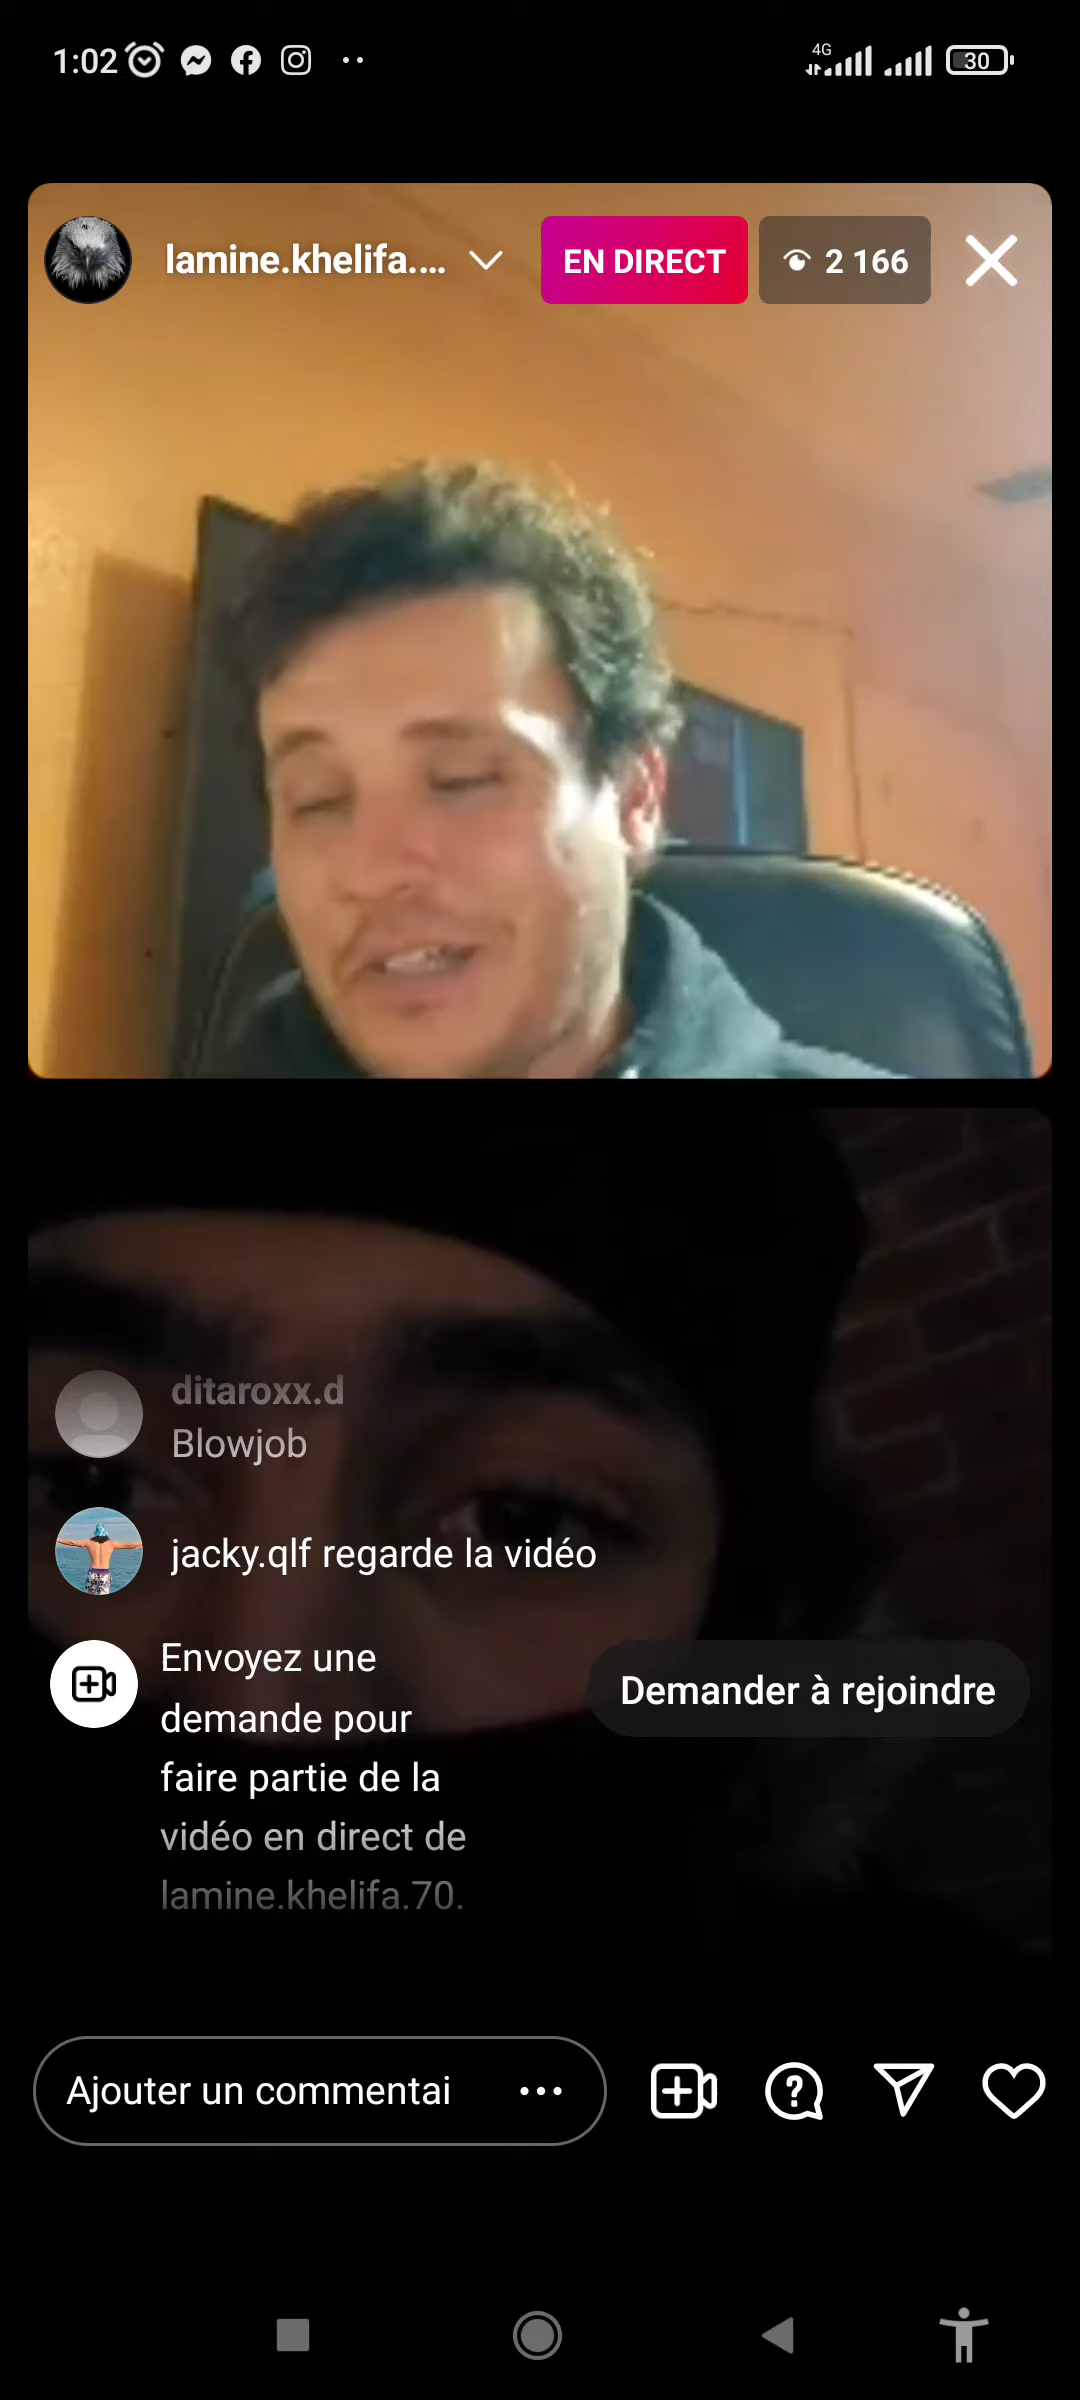 1:02
4G
30
lamine.khelifa....
EN DIRECT
2 166
ditaroxx.d
Blowjob
jacky.qlf regarde la vidéo
Envoyez une
demande pour
faire partie de la
vidéo en direct de
lamine.khelifa.70.
Demander à rejoindre
Ajouter un commentai